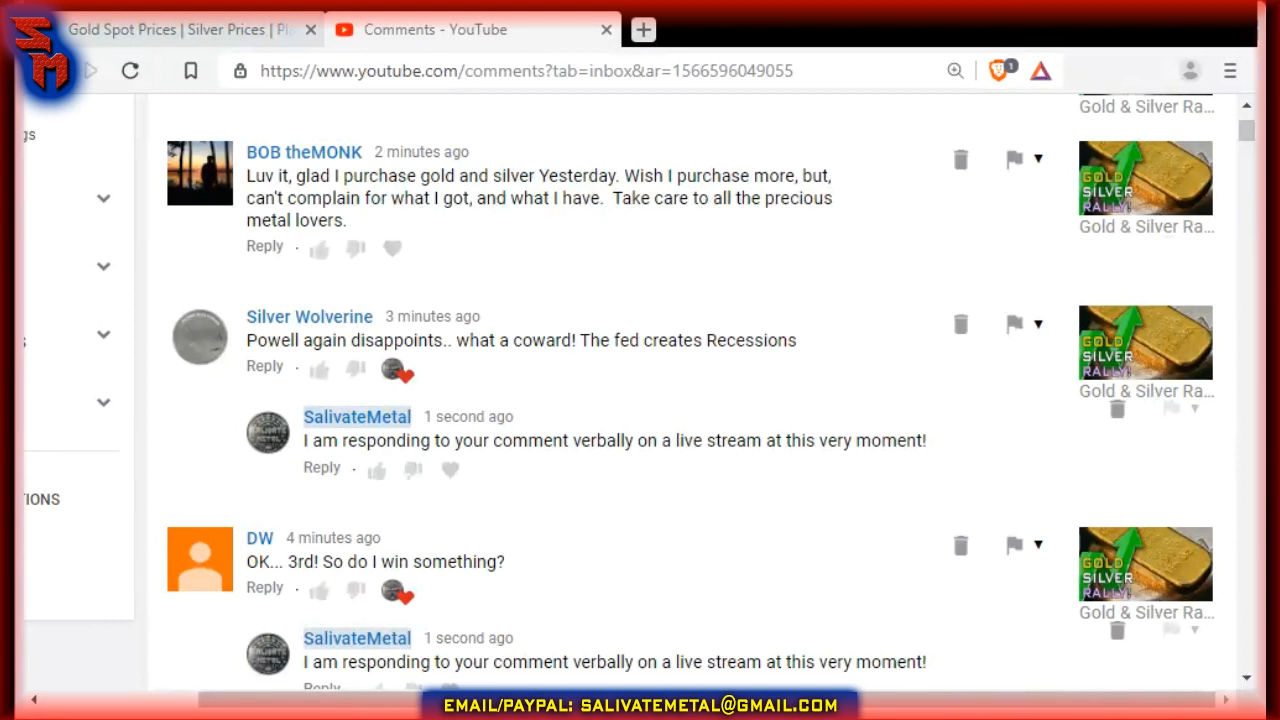 SM
Gold Spot Prices | Silver Prices | Pl
Comments - YouTube
https://www.youtube.com/comments?tab=inbox&ar=1566596049055
1
gs
Gold & Silver Ra...
BOB theMONK 2 minutes ago
Luv it, glad I purchase gold and silver Yesterday. Wish I purchase more, but,
can't complain for what I got, and what I have. Take care to all the precious
metal lovers.
Reply ·
GOLD
SILVER
RALLY!
Gold & Silver Ra...
Silver Wolverine 3 minutes ago
Powell again disappoints.. what a coward! The fed creates Recessions
Reply ·
GOLD
SILVER
RALLY!
Gold & Silver Ra...
SalivateMetal 1 second ago
I am responding to your comment verbally on a live stream at this very moment!
Reply ·
TIONS
DW 4 minutes ago
OK... 3rd! So do I win something?
Reply ·
GOLD
SILVER
RALLY!
Gold & Silver Ra...
SalivateMetal 1 second ago
I am responding to your comment verbally on a live stream at this very moment!
Reply
EMAIL/PAYPAL: SALIVATEMETAL@GMAIL.COM